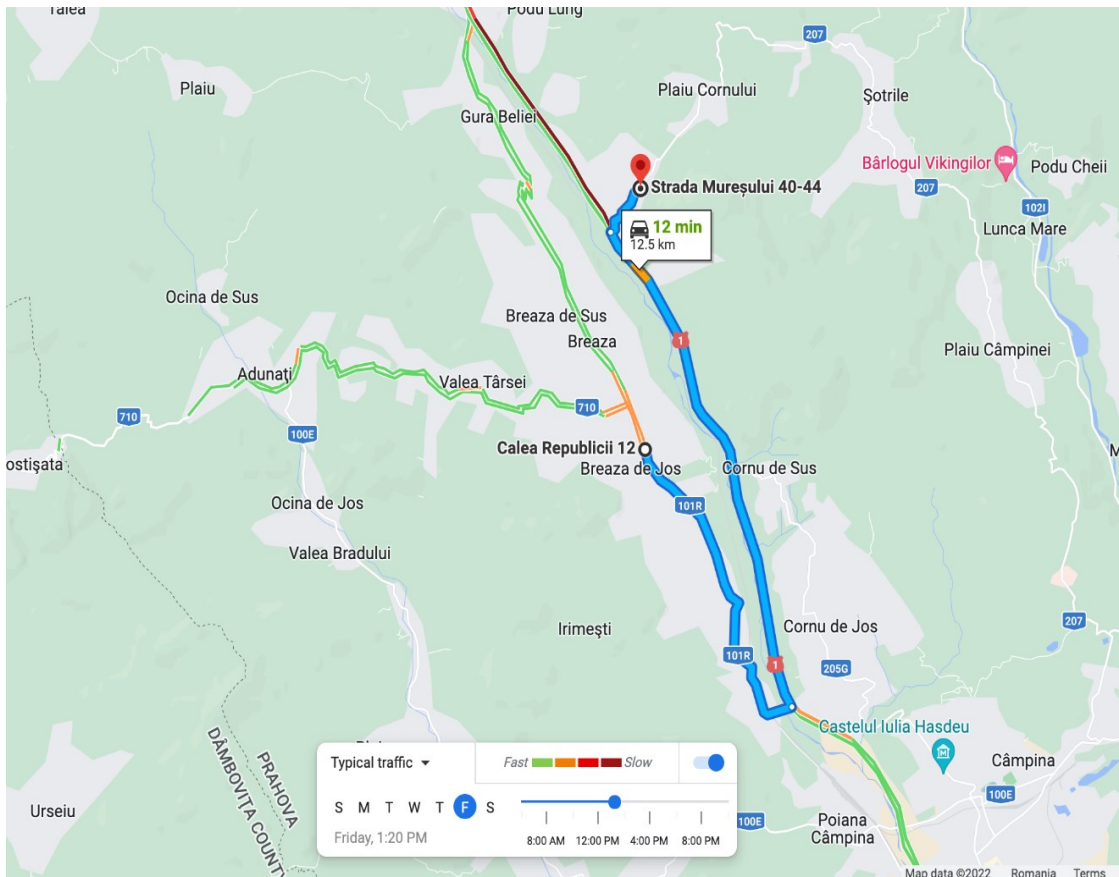 Talea
Podu Lung
207
Plaiu
Plaiu Cornului
Șotrile
Gura Beliei
Bârlogul Vikingilor
Podu Cheii
Strada Mureșului 40-44
207
102I
12 min
12.5 km
Lunca Mare
Ocina de Sus
Breaza de Sus
Breaza
1
Plaiu Câmpinei
Adunați
Valea Târsei
710
710
100E
Calea Republicii 12
ostișata
Breaza de Jos
Cornu de Sus
M
Ocina de Jos
101R
Valea Bradului
Irimești
Cornu de Jos
207
101R
1
205G
Castelul Iulia Hasdeu
DÂMBOVIȚA COUNT
PRAHOVA
Câmpina
Typical traffic
Fast
Slow
100E
Urseiu
S M T W T F S
Poiana
Câmpina
100E
Friday, 1:20 PM
8:00 AM 12:00 PM 4:00 PM 8:00 PM
Map data ©2022 Romania Terms